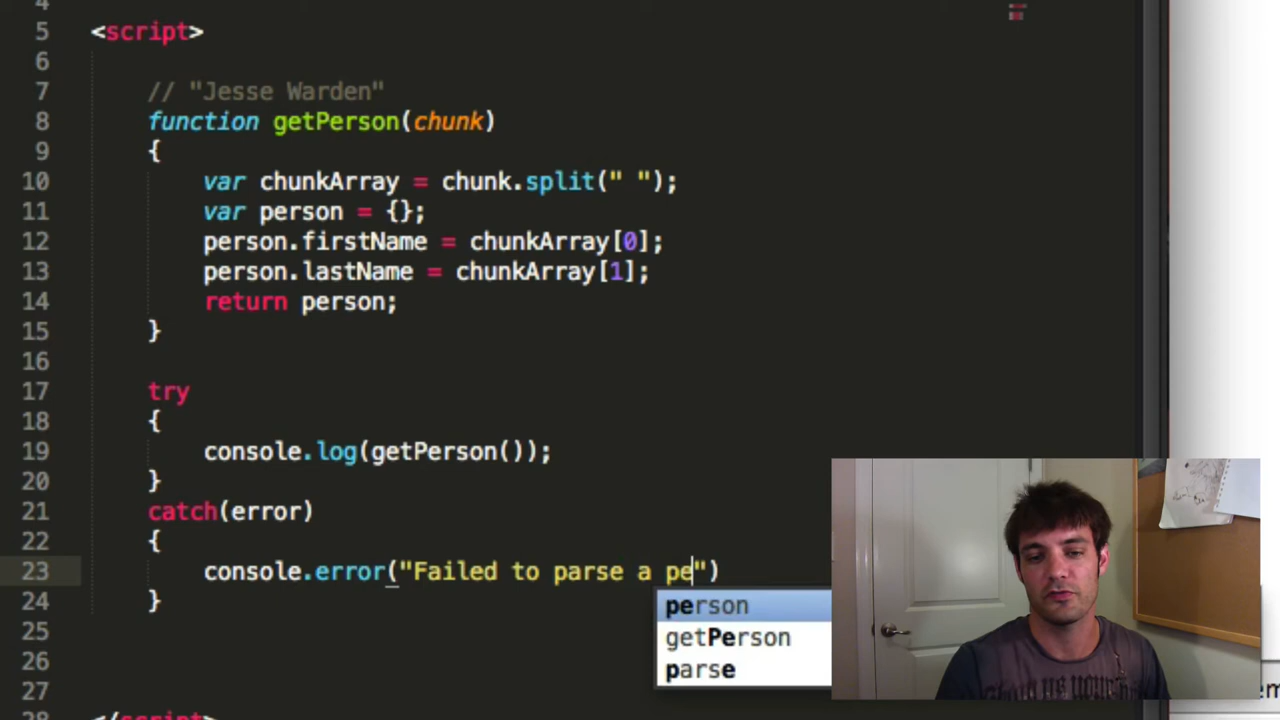 4
5 <script>
6
7 // "Jesse Warden"
8 function getPerson(chunk)
9 {
10 var chunkArray = chunk.split(" ");
11 var person = {};
12 person.firstName = chunkArray[0];
13 person.lastName = chunkArray[1];
14 return person;
15 }
16
17 try
18 {
19 console.log(getPerson());
20 }
21 catch(error)
22 {
23 console.error("Failed to parse a pe")
24 }
person
25
getPerson
26
parse
27
28 </script>